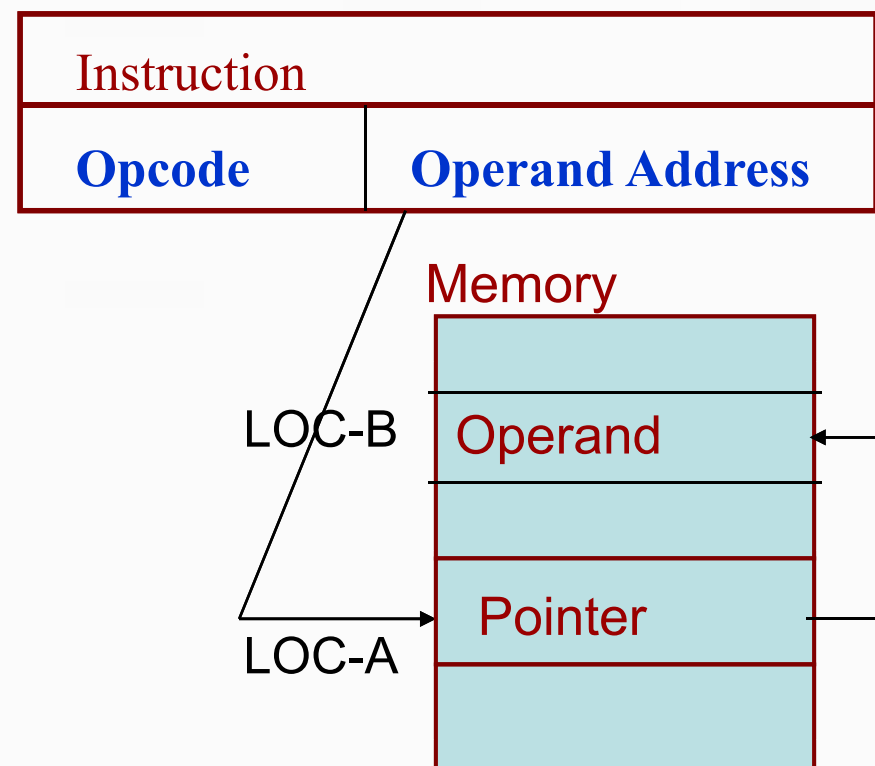 Instruction
Opcode Operand Address
Memory
LOC-B Operand
Pointer
LOC-A